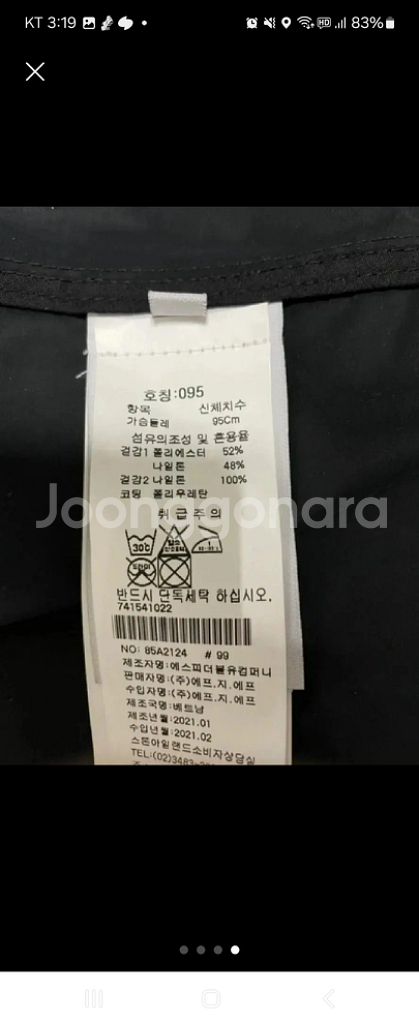 KT 3:19
83%
호칭:095
항목 신체치수
가슴둘레 95Cm
섬유의조성 및 혼용율
겉감1 폴리에스터 52%
나일론 48%
겉감2 나일론 100%
코팅 폴리우레탄
Joonggonara
취급주의
30℃
드라이
반드시 단독세탁 하십시오.
741541022
NO: 85A2124 # 99
제조자명:에스피더블유컴퍼니
판매자명:(주)에프.지.에프
수입자명:(주)에프.지.에프
제조국명:베트남
제조년월:2021.01
수입년월:2021.02
스톤아일랜드소비자상담실
TEL:(02)3483-